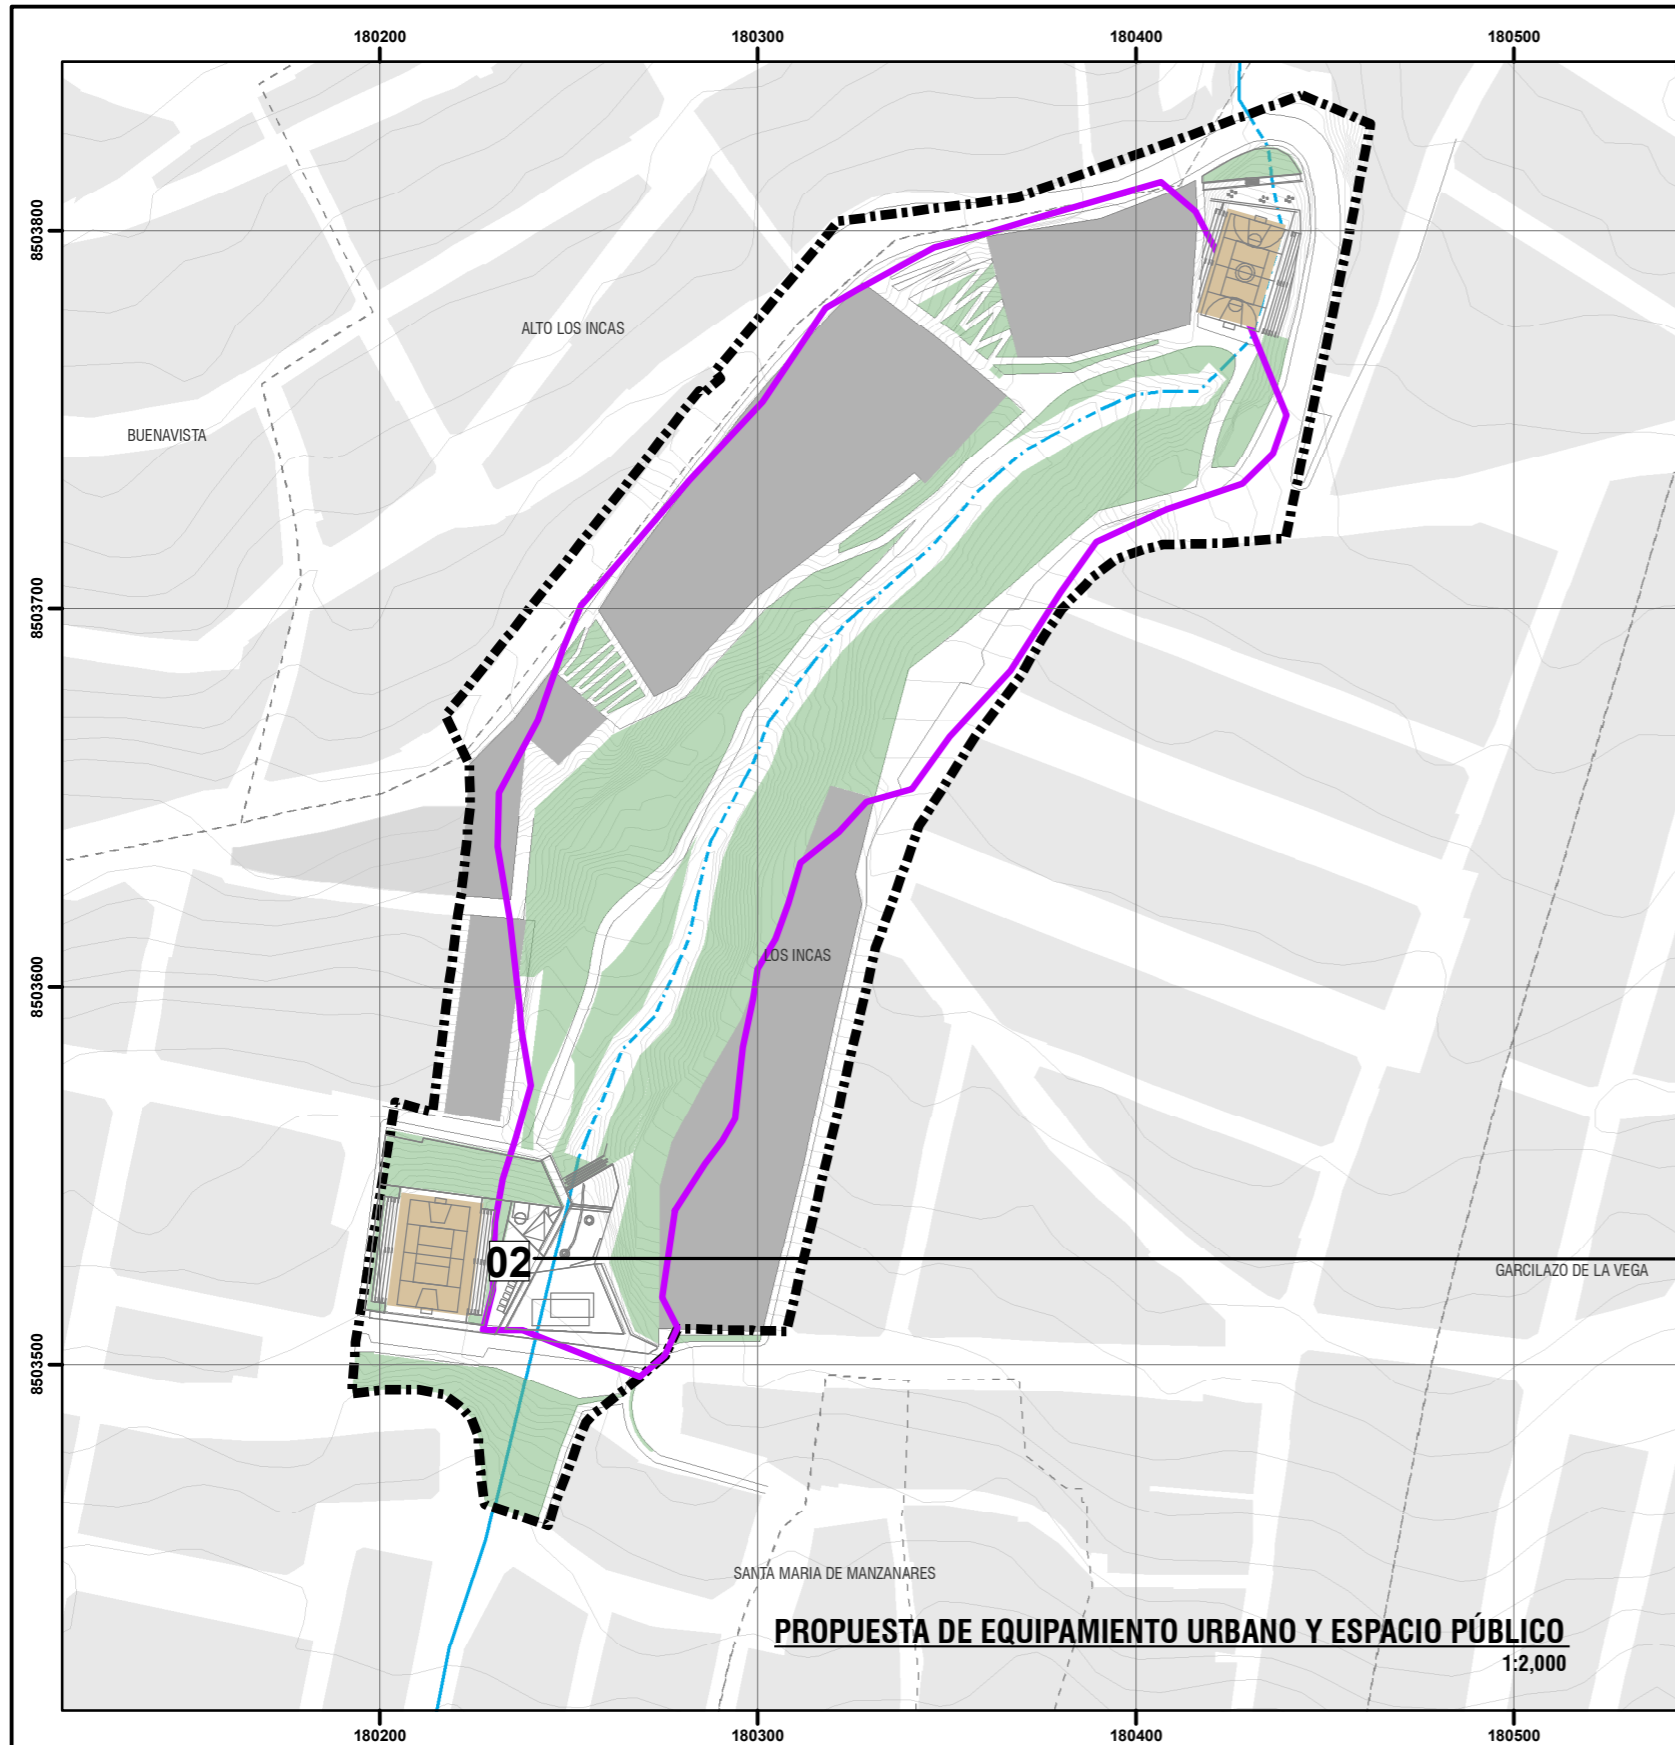 180200
180300
180400
180500
8503800
ALTO LOS INCAS
BUENAVISTA
8503700
LOS INCAS
8503600
02
GARCILAZO DE LA VEGA
8503500
SANTA MARIA DE MANZANARES
PROPUESTA DE EQUIPAMIENTO URBANO Y ESPACIO PÚBLICO
1:2,000
180200
180300
180400
180500